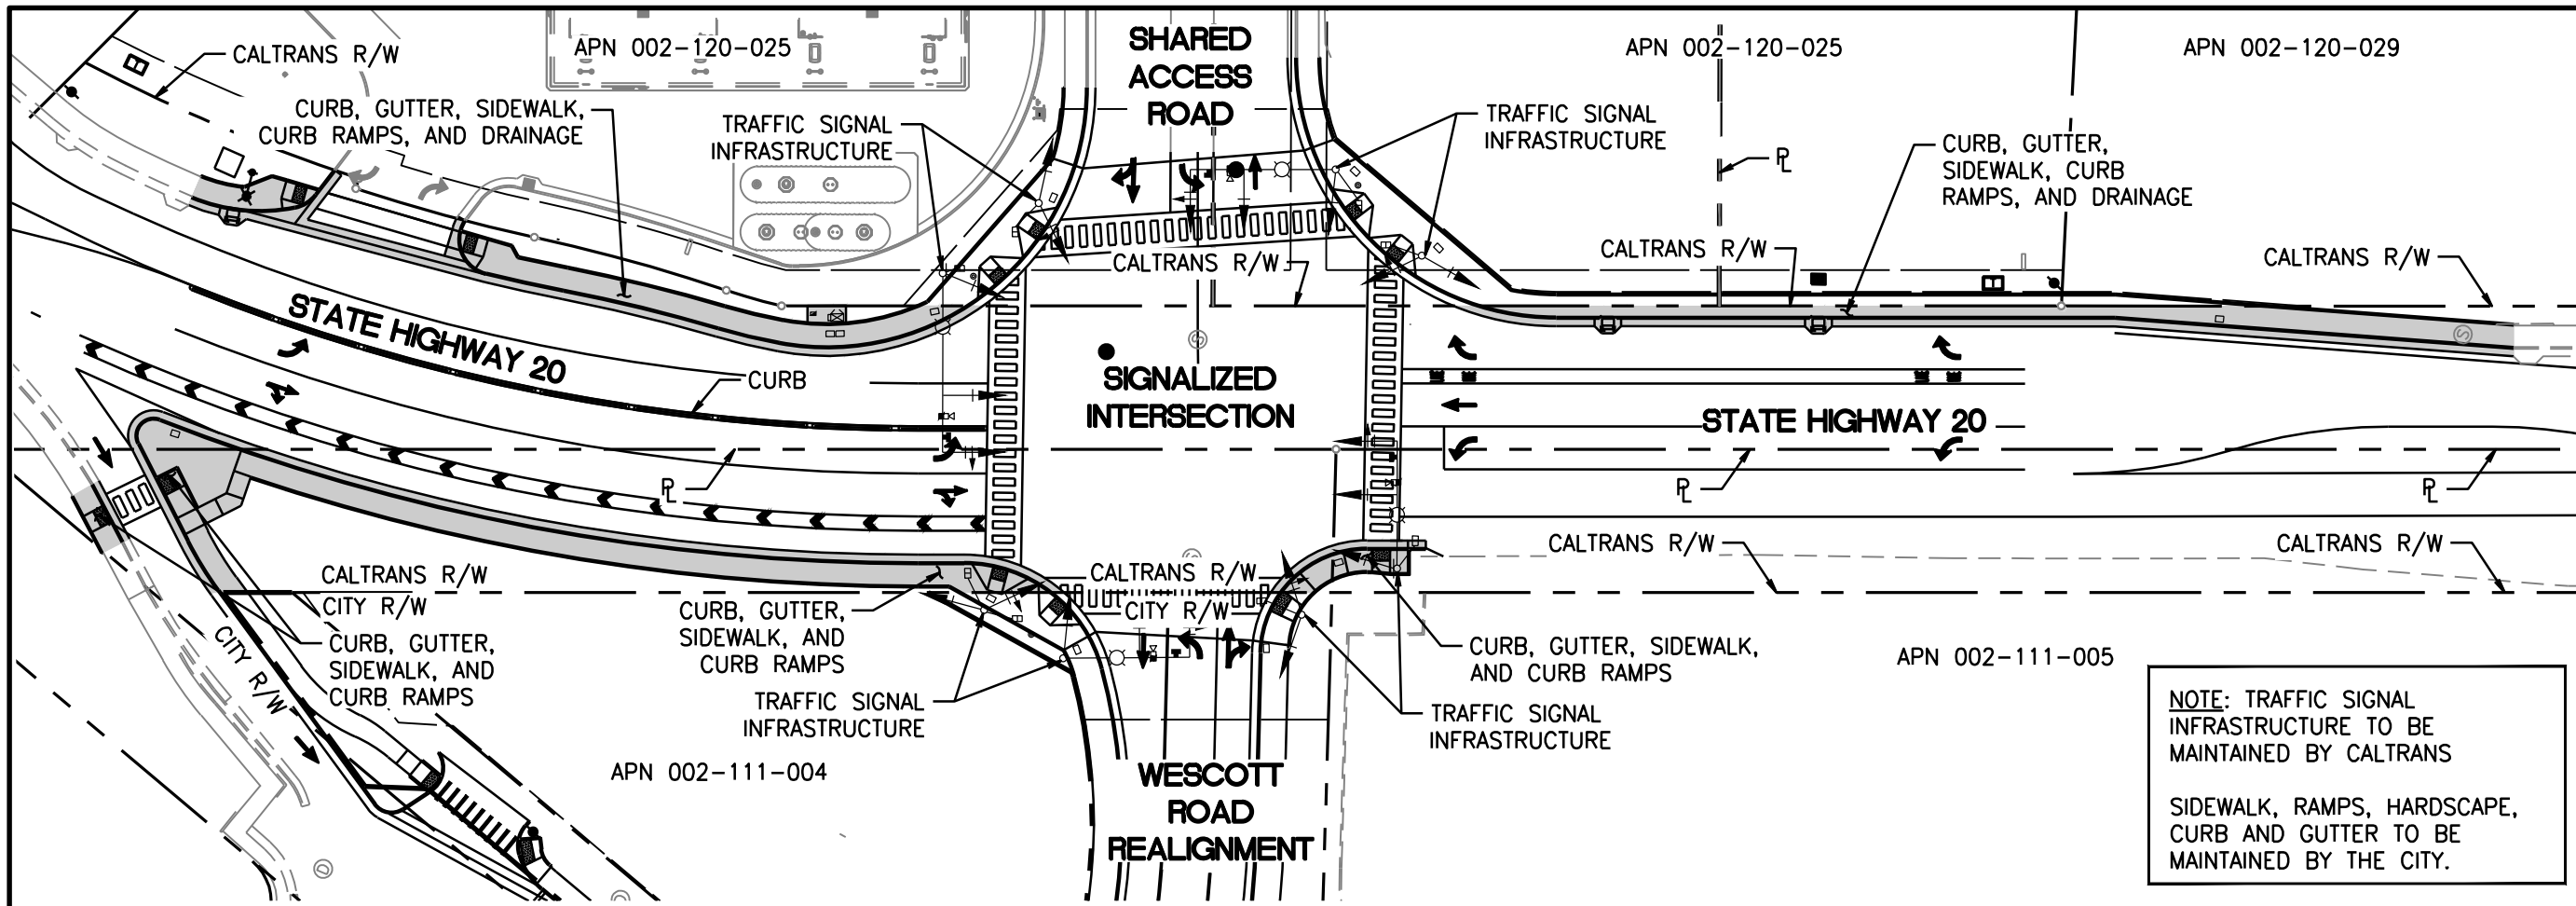 CALTRANS R/W
APN 002-120-025
SHARED
ACCESS
ROAD
APN 002-120-025
APN 002-120-029
CURB, GUTTER, SIDEWALK,
CURB RAMPS, AND DRAINAGE
TRAFFIC SIGNAL
INFRASTRUCTURE
TRAFFIC SIGNAL
INFRASTRUCTURE
PL
CURB, GUTTER,
SIDEWALK, CURB
RAMPS, AND DRAINAGE
CALTRANS R/W
CALTRANS R/W
CALTRANS R/W
STATE HIGHWAY 20
CURB
S
SIGNALIZED
INTERSECTION
STATE HIGHWAY 20
S
PL
PL
PL
CALTRANS R/W
CALTRANS R/W
CALTRANS R/W
CITY R/W
CITY R/W
CURB, GUTTER,
SIDEWALK, AND
CURB RAMPS
CURB, GUTTER,
SIDEWALK, AND
CURB RAMPS
S
CALTRANS R/W
CITY R/W
CURB, GUTTER, SIDEWALK,
AND CURB RAMPS
APN 002-111-005
TRAFFIC SIGNAL
INFRASTRUCTURE
TRAFFIC SIGNAL
INFRASTRUCTURE
APN 002-111-004
WESCOTT
ROAD
REALIGNMENT
D
NOTE: TRAFFIC SIGNAL
INFRASTRUCTURE TO BE
MAINTAINED BY CALTRANS
SIDEWALK, RAMPS, HARDSCAPE,
CURB AND GUTTER TO BE
MAINTAINED BY THE CITY.